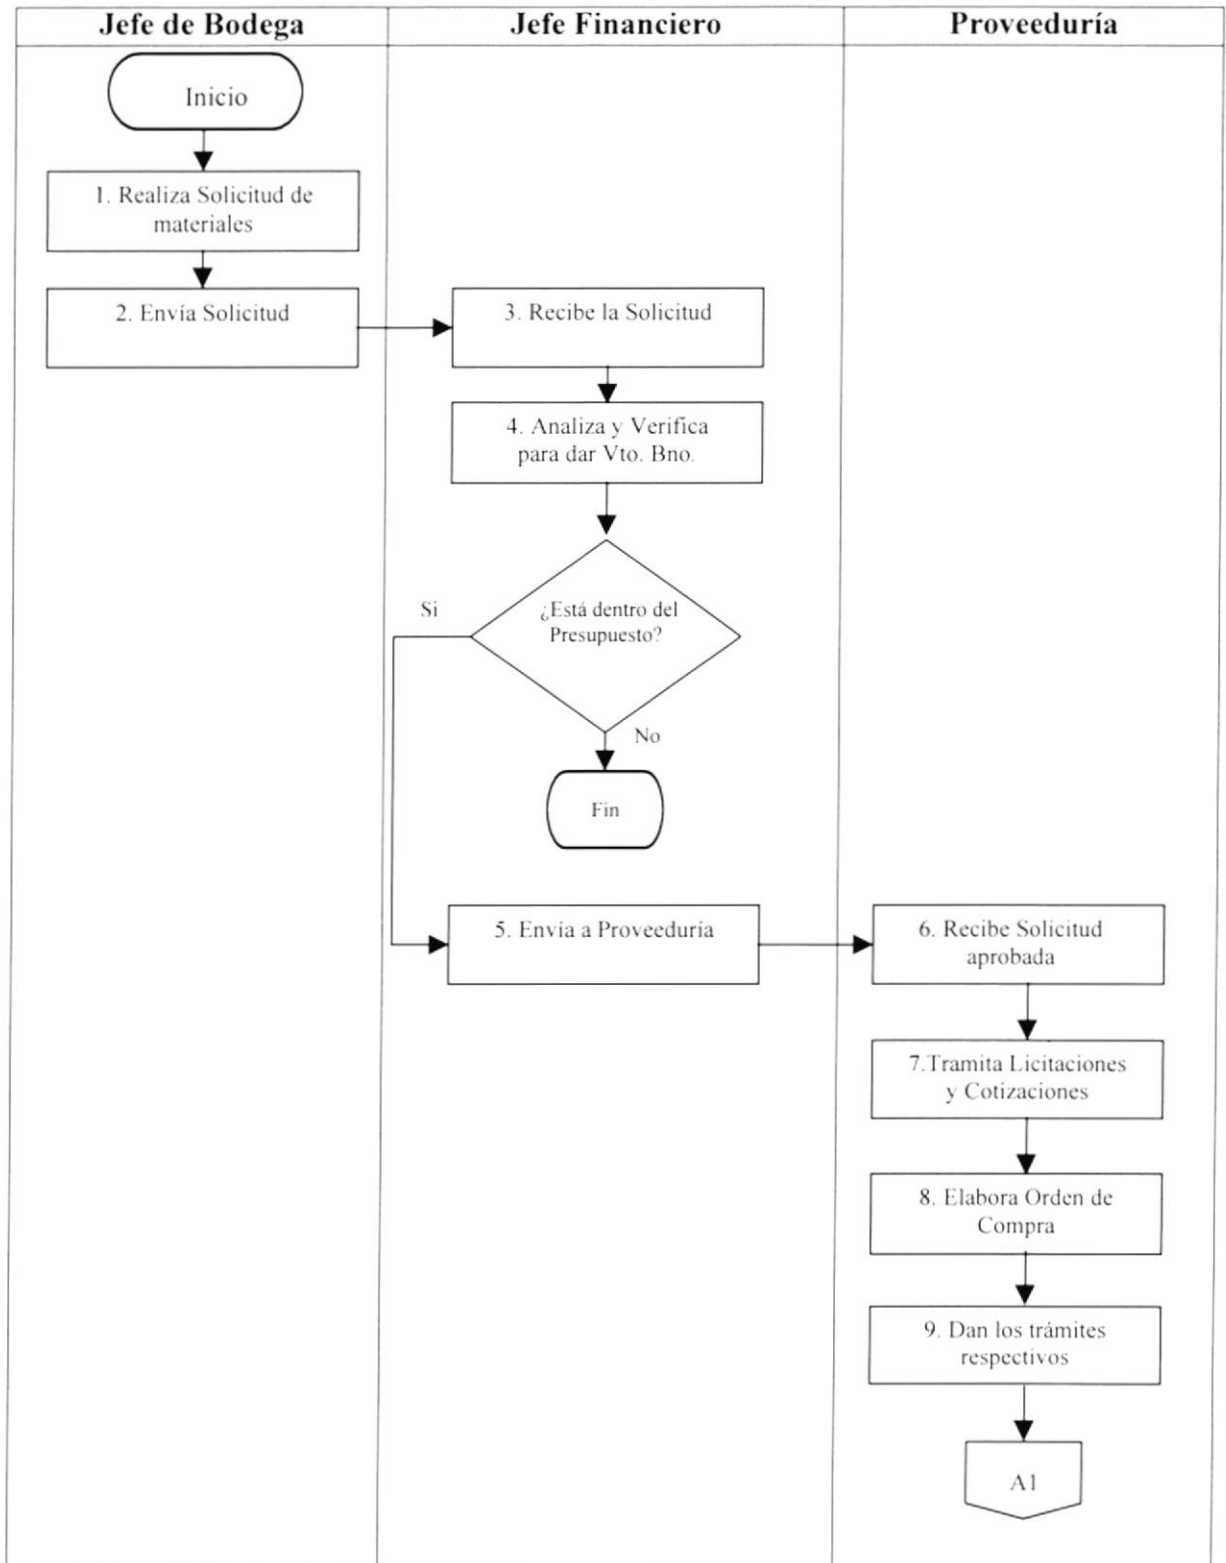 Jefe de Bodega
Jefe Financiero
Proveeduría
Inicio
1. Realiza Solicitud de
materiales
2. Envía Solicitud
3. Recibe la Solicitud
4. Analiza y Verifica
para dar Vto. Bno.
¿Está dentro del
Presupuesto?
Si
No
Fin
5. Envía a Proveeduría
6. Recibe Solicitud
aprobada
7.Tramita Licitaciones
y Cotizaciones
8. Elabora Orden de
Compra
9. Dan los trámites
respectivos
A1